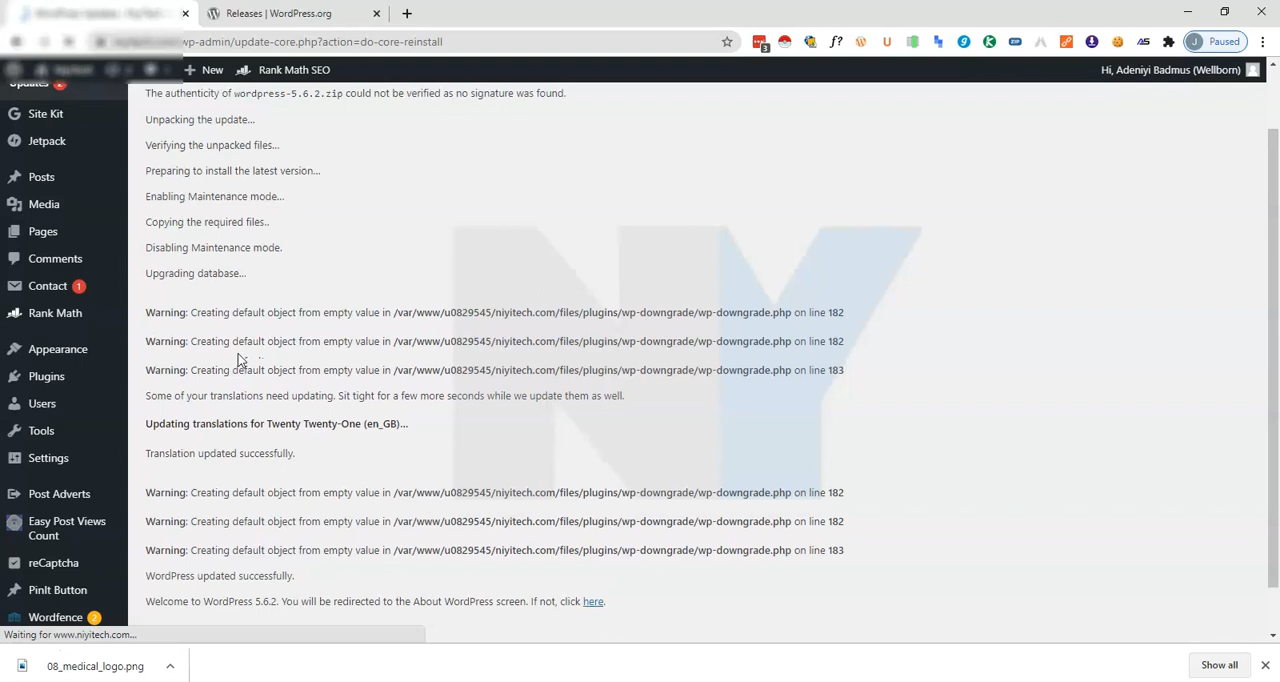 Releases | WordPress.org
wp-admin/update-core.php?action=do-core-reinstall
3
f?
ZIP
AS
J
Paused
New
Rank Math SEO
Hi, Adeniyi Badmus (Wellborn)
Updates 2
Site Kit
Jetpack
Posts
Media
Pages
Comments
Contact 1
Rank Math
Appearance
Plugins
Users
Tools
Settings
Post Adverts
Easy Post Views
Count
reCaptcha
PinIt Button
Wordfence 2
The authenticity of wordpress-5.6.2.zip could not be verified as no signature was found.
Unpacking the update...
Verifying the unpacked files...
Preparing to install the latest version...
Enabling Maintenance mode...
Copying the required files..
Disabling Maintenance mode.
Upgrading database...
Warning: Creating default object from empty value in /var/www/u0829545/niyitech.com/files/plugins/wp-downgrade/wp-downgrade.php on line 182
Warning: Creating default object from empty value in /var/www/u0829545/niyitech.com/files/plugins/wp-downgrade/wp-downgrade.php on line 182
Warning: Creating default object from empty value in /var/www/u0829545/niyitech.com/files/plugins/wp-downgrade/wp-downgrade.php on line 183
Some of your translations need updating. Sit tight for a few more seconds while we update them as well.
Updating translations for Twenty Twenty-One (en_GB)...
Translation updated successfully.
Warning: Creating default object from empty value in /var/www/u0829545/niyitech.com/files/plugins/wp-downgrade/wp-downgrade.php on line 182
Warning: Creating default object from empty value in /var/www/u0829545/niyitech.com/files/plugins/wp-downgrade/wp-downgrade.php on line 182
Warning: Creating default object from empty value in /var/www/u0829545/niyitech.com/files/plugins/wp-downgrade/wp-downgrade.php on line 183
WordPress updated successfully.
Welcome to WordPress 5.6.2. You will be redirected to the About WordPress screen. If not, click here.
NY
Waiting for www.niyitech.com...
08_medical_logo.png
Show all